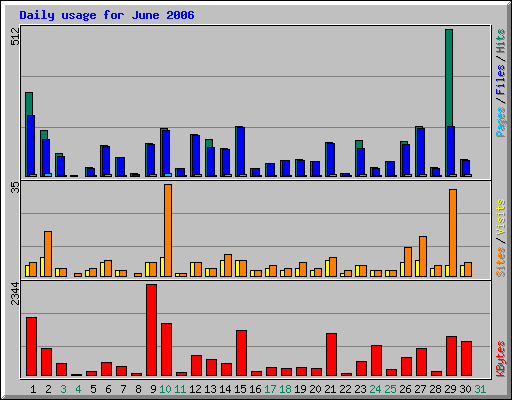 Daily usage for June 2006
512
Pages / Files / Hits
35
Sites / Visits
2344
KBytes
1 2 3 4 5 6 7 8 9 10 11 12 13 14 15 16 17 18 19 20 21 22 23 24 25 26 27 28 29 30 31